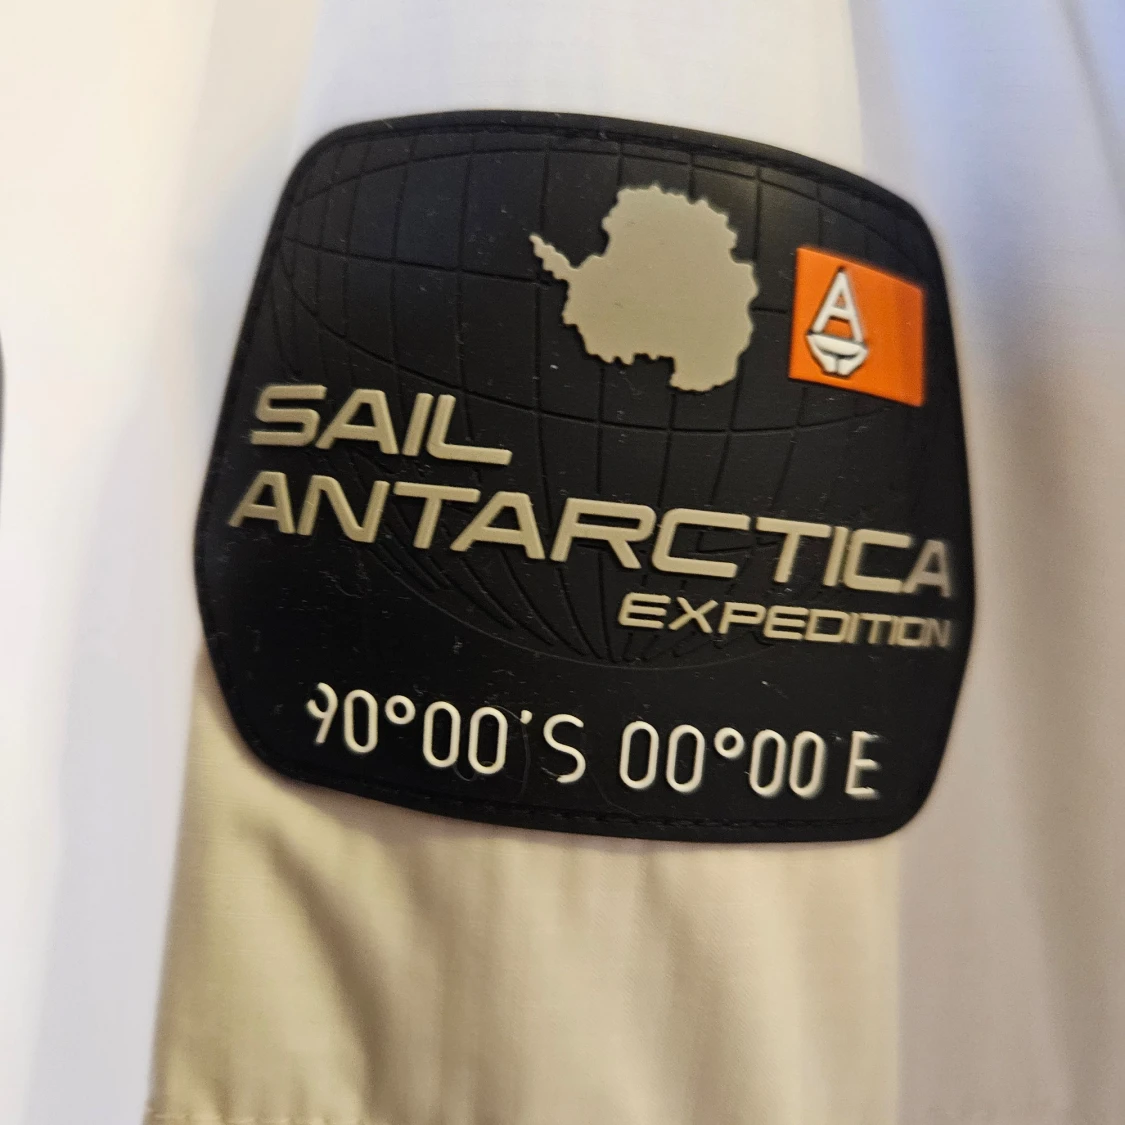 A
SAIL
ANTARCTICA
EXPEDITION
90°00'S 00°00 E